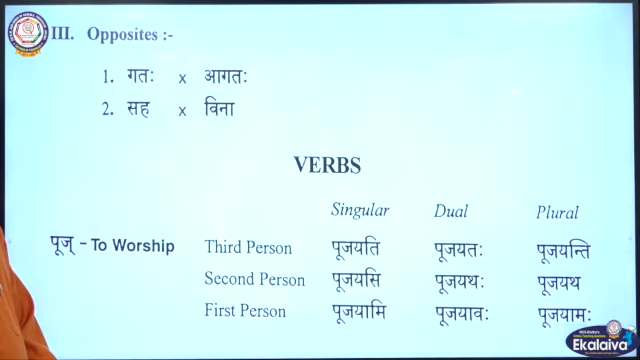 III. Opposites :-
1. गतः x आगतः
2. सह x विना
VERBS
Singular Dual Plural
पूज् - To Worship Third Person पूजयति पूजयतः पूजयन्ति
Second Person पूजयसि पूजयथः पूजयथ
First Person पूजयामि पूजयावः पूजयामः
Ekalaiva